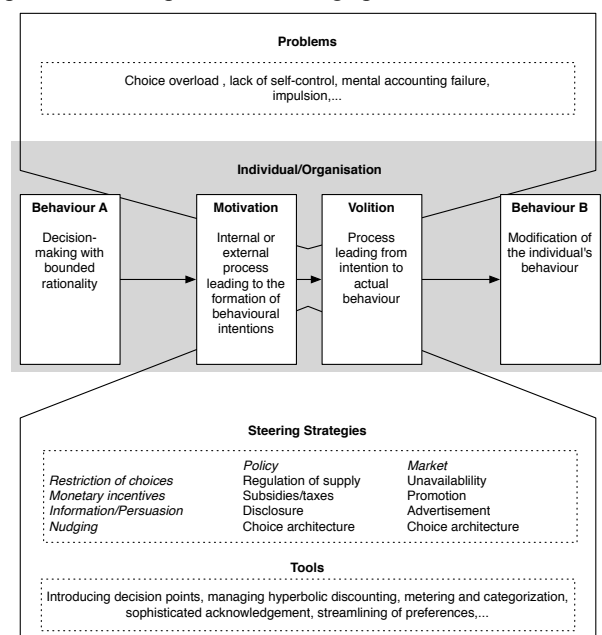 Problems
Choice overload , lack of self-control, mental accounting failure,
impulsion,...
Individual/Organisation
Behaviour A
Decision-
making with
bounded
rationality
Motivation
Internal or
external
process
leading to the
formation of
behavioural
intentions
Volition
Process
leading from
intention to
actual
behaviour
Behaviour B
Modification of
the individual's
behaviour
Steering Strategies
Policy Market
Restriction of choices Regulation of supply Unavailablility
Monetary incentives Subsidies/taxes Promotion
Information/Persuasion Disclosure Advertisement
Nudging Choice architecture Choice architecture
Tools
Introducing decision points, managing hyperbolic discounting, metering and categorization,
sophisticated acknowledgement, streamlining of preferences,...